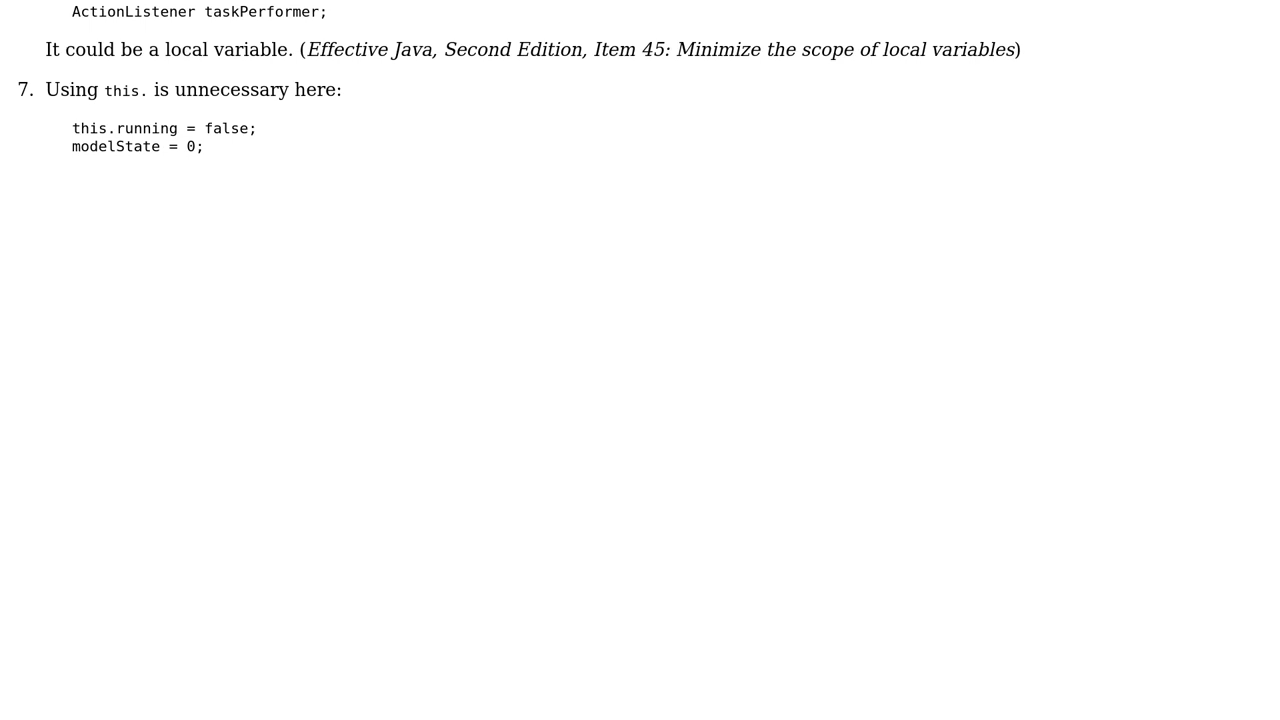 ActionListener taskPerformer;
It could be a local variable. (Effective Java, Second Edition, Item 45: Minimize the scope of local variables)
7. Using this. is unnecessary here:
this.running = false;
modelState = 0;